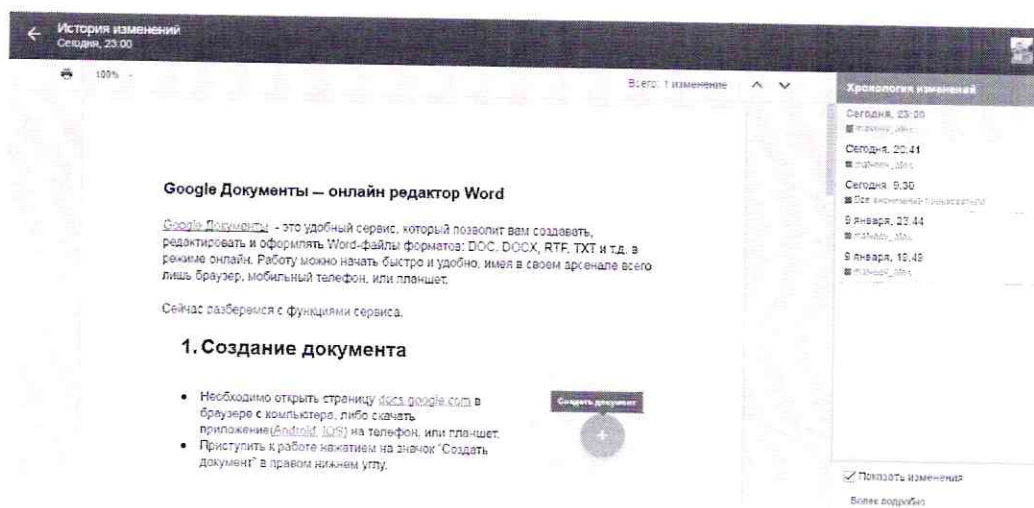 История изменений
Сегодня, 23:00
100%
Всего: 1 изменение
Хронология изменений
Сегодня, 23:00
Сегодня, 20:41
Сегодня, 9:30
Все анонимные пользователи
9 января, 23:44
9 января, 19:49
Google Документы — онлайн редактор Word
Google Документы - это удобный сервис, который позволит вам создавать,
редактировать и оформлять Word-файлы форматов: DOC, DOCX, RTF, TXT и т.д. в
режиме онлайн. Работу можно начать быстро и удобно, имея в своем арсенале всего
лишь браузер, мобильный телефон, или планшет.
Сейчас разберемся с функциями сервиса.
1. Создание документа
• Необходимо открыть страницу docs.google.com в
браузере с компьютера, либо скачать
приложение(Android, IOS) на телефон, или планшет.
• Приступить к работе нажатием на значок "Создать
документ" в правом нижнем углу.
Создать документ
Показать изменения
Более подробно